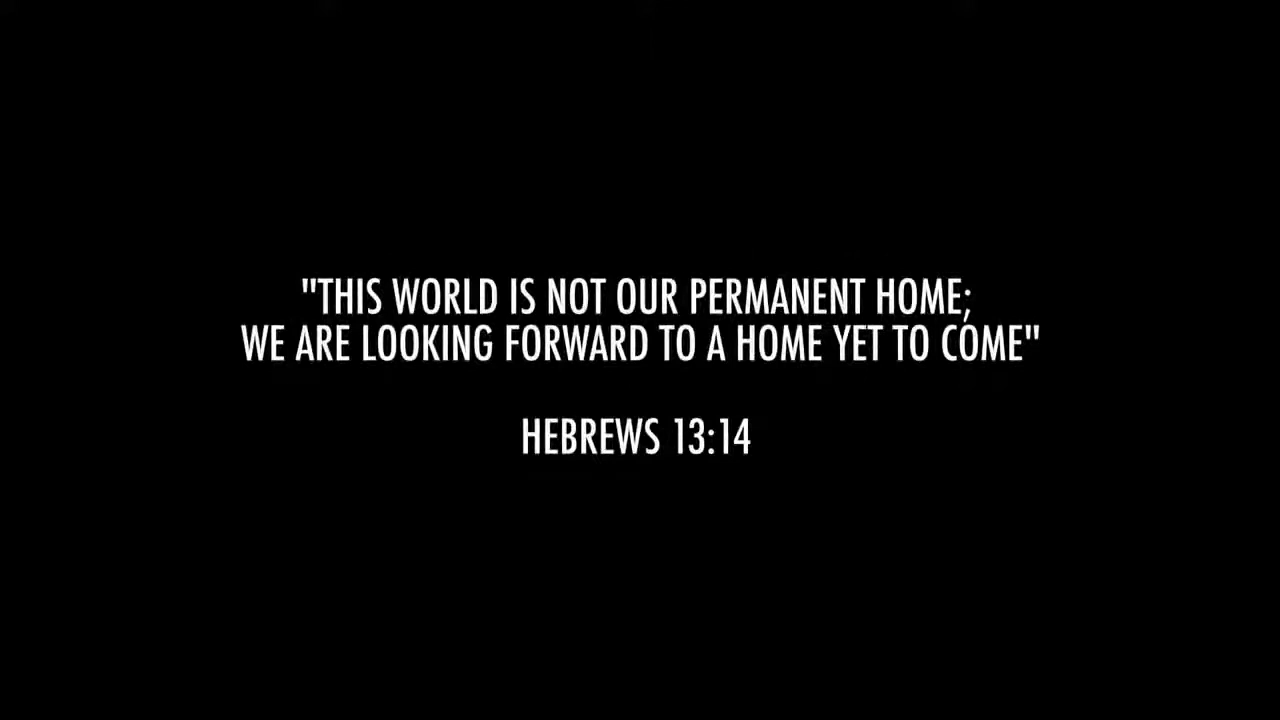 "THIS WORLD IS NOT OUR PERMANENT HOME;
WE ARE LOOKING FORWARD TO A HOME YET TO COME"
HEBREWS 13:14